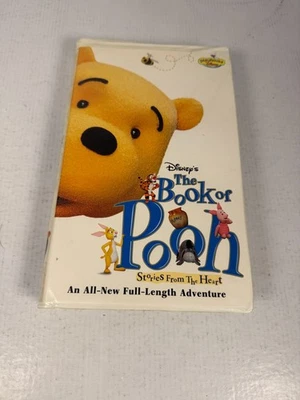 Disney's
The
Book of
Pooh
Stories From The Heart
An All-New Full-Length Adventure